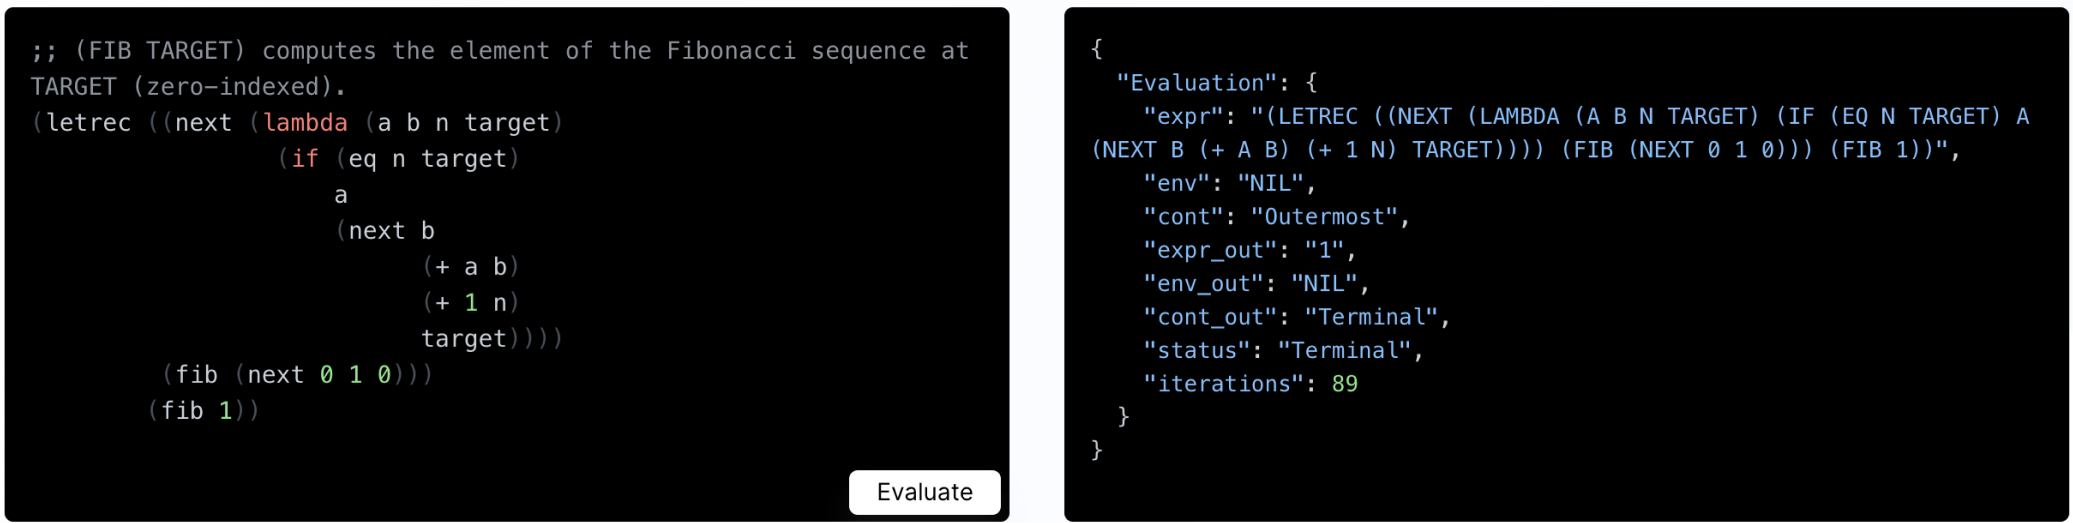 ;; (FIB TARGET) computes the element of the Fibonacci sequence at
TARGET (zero-indexed).
(letrec ((next (lambda (a b n target)
                 (if (eq n target)
                     a
                     (next b
                           (+ a b)
                           (+ 1 n)
                           target))))
         (fib (next 0 1 0)))
        (fib 1))
Evaluate
{
  "Evaluation": {
    "expr": "(LETREC ((NEXT (LAMBDA (A B N TARGET) (IF (EQ N TARGET) A
(NEXT B (+ A B) (+ 1 N) TARGET)))) (FIB (NEXT 0 1 0))) (FIB 1))",
    "env": "NIL",
    "cont": "Outermost",
    "expr_out": "1",
    "env_out": "NIL",
    "cont_out": "Terminal",
    "status": "Terminal",
    "iterations": 89
  }
}